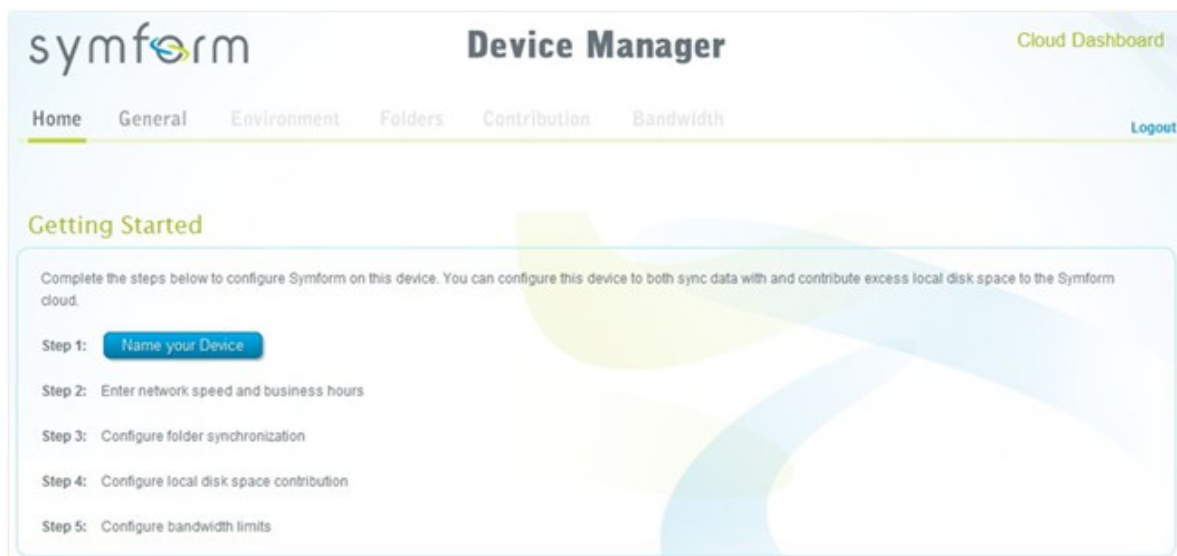 symform
Device Manager
Cloud Dashboard
Home General Environment Folders Contribution Bandwidth
Logout
Getting Started
Complete the steps below to configure Symform on this device. You can configure this device to both sync data with and contribute excess local disk space to the Symform
cloud.
Step 1: Name your Device
Step 2: Enter network speed and business hours
Step 3: Configure folder synchronization
Step 4: Configure local disk space contribution
Step 5: Configure bandwidth limits